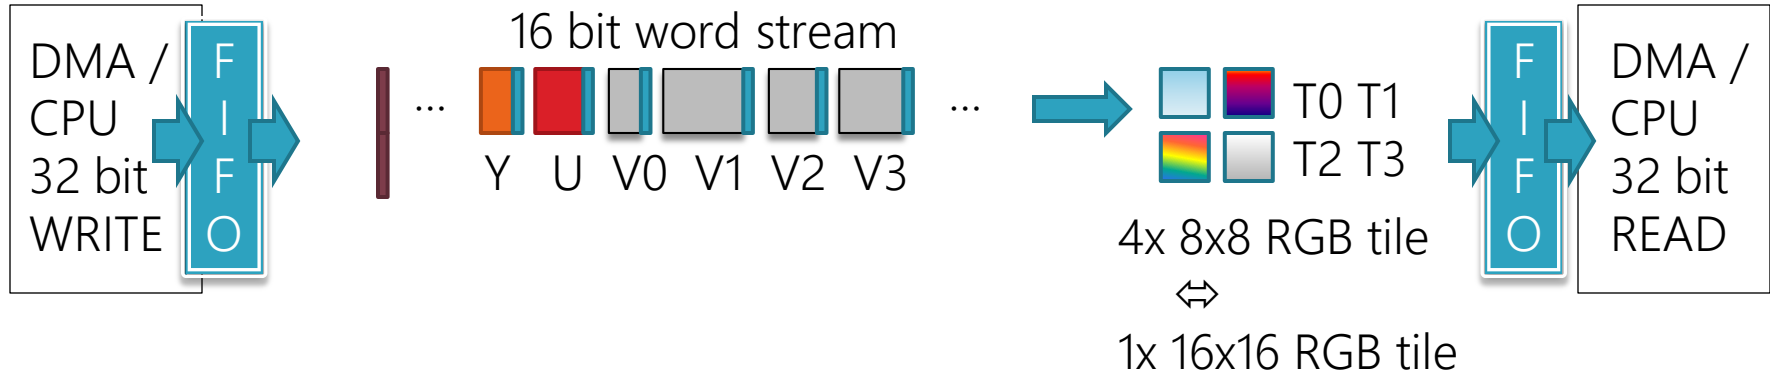 DMA /
CPU
32 bit
WRITE
F
I
F
O
16 bit word stream
...
Y U V0 V1 V2 V3
...
T0 T1
T2 T3
4x 8x8 RGB tile
⬄
1x 16x16 RGB tile
F
I
F
O
DMA /
CPU
32 bit
READ